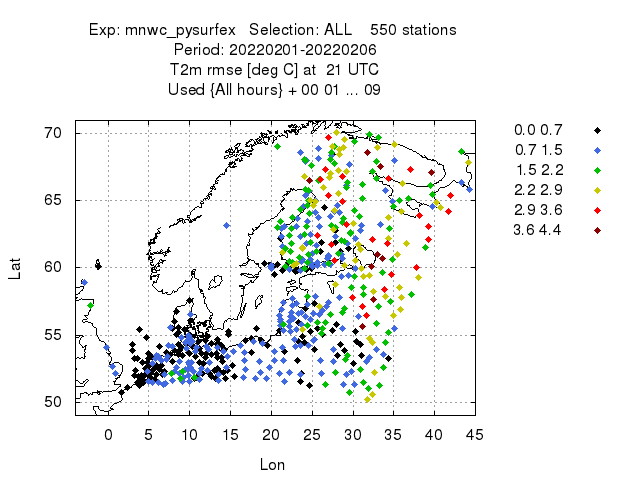 Exp: mnwc_pysurfex   Selection: ALL    550 stations
Period: 20220201-20220206
T2m rmse [deg C] at  21 UTC
Used {All hours} + 00 01 ... 09
0.0 0.7
0.7 1.5
1.5 2.2
2.2 2.9
2.9 3.6
3.6 4.4
70
65
60
55
50
Lat
0 5 10 15 20 25 30 35 40 45
Lon